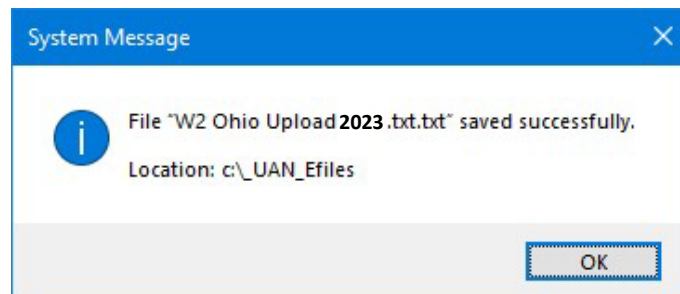 System Message
File "W2 Ohio Upload 2023 .txt.txt" saved successfully.
Location: c:\_UAN_Efiles
OK